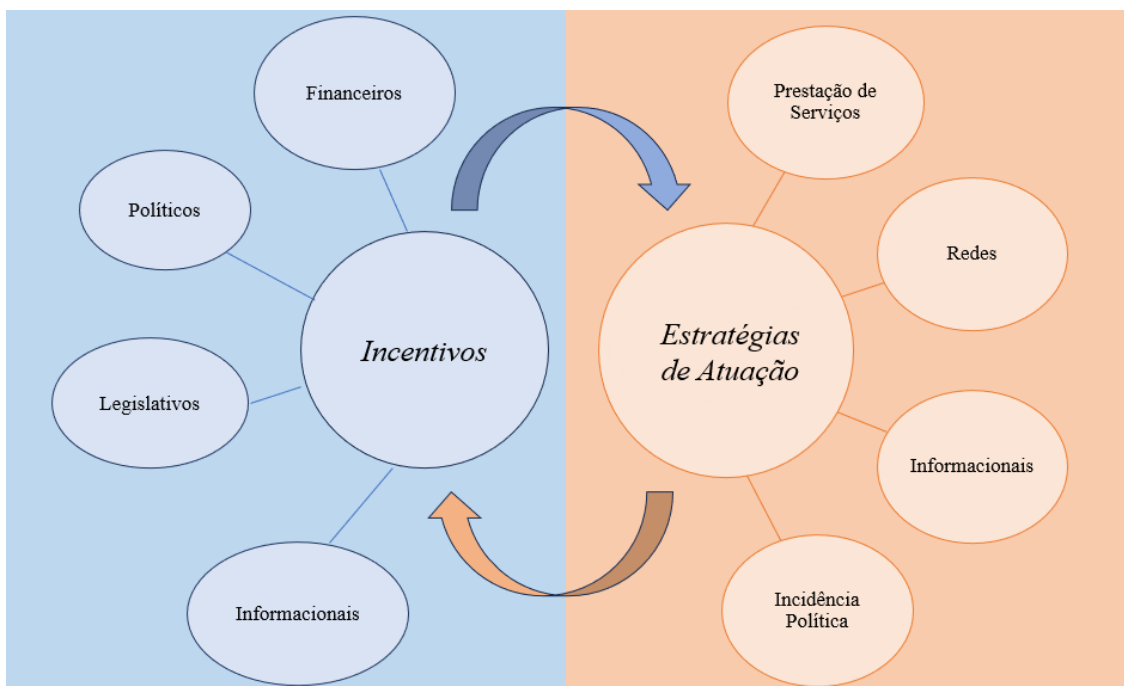 Financeiros
Políticos
Incentivos
Legislativos
Informacionais
Prestação de
Serviços
Redes
Estratégias
de Atuação
Informacionais
Incidência
Política